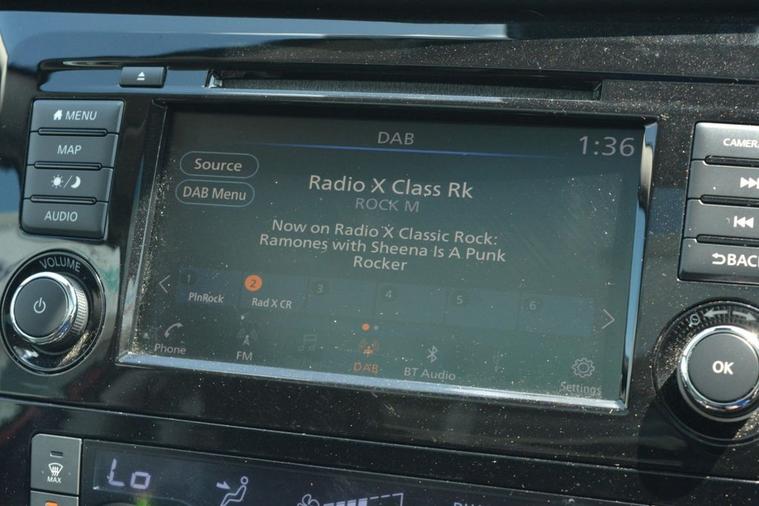 MENU
MAP
AUDIO
VOLUME
DAB
1:36
Source
DAB Menu
Radio X Class Rk
ROCK M
Now on Radio X Classic Rock:
Ramones with Sheena Is A Punk
Rocker
1 2 3 4 5 6
PlnRock Rad X CR
Phone FM DAB BT Audio Settings
CAMERA
BACK
OK
MAX
Lo